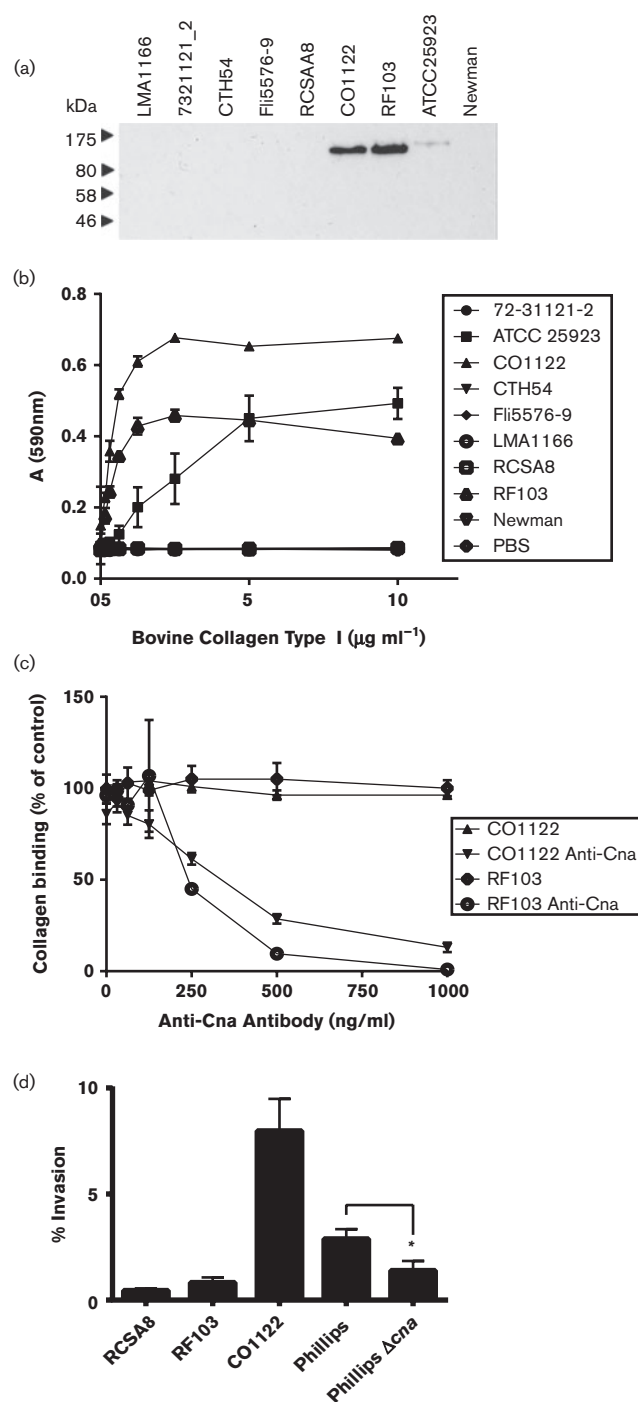 (a)
LMA1166
7321121_2
CTH54
Fli5576-9
RCSAA8
CO1122
RF103
ATCC25923
Newman
kDa
175
80
58
46
(b)
0.8
0.6
0.4
0.2
0.0
A (590nm)
05 5 10
Bovine Collagen Type I (µg ml⁻¹)
72-31121-2
ATCC 25923
CO1122
CTH54
Fli5576-9
LMA1166
RCSA8
RF103
Newman
PBS
(c)
150
100
50
0
Collagen binding (% of control)
0 250 500 750 1000
Anti-Cna Antibody (ng/ml)
CO1122
CO1122 Anti-Cna
RF103
RF103 Anti-Cna
(d)
10
5
0
% Invasion
*
RCSA8
RF103
CO1122
Phillips
Phillips Δcna